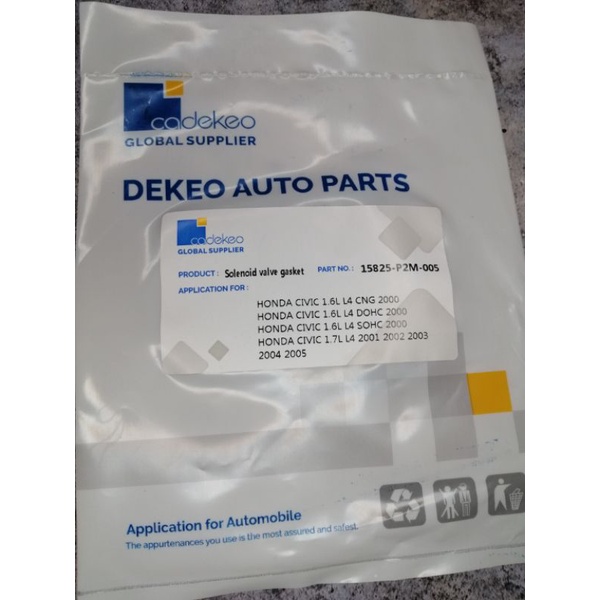 cadekeo
GLOBAL SUPPLIER
DEKEO AUTO PARTS
cadekeo
GLOBAL SUPPLIER
PRODUCT : Solenoid valve gasket PART NO. : 15825-P2M-005
APPLICATION FOR :
HONDA CIVIC 1.6L L4 CNG 2000
HONDA CIVIC 1.6L L4 DOHC 2000
HONDA CIVIC 1.6L L4 SOHC 2000
HONDA CIVIC 1.7L L4 2001 2002 2003
2004 2005
Application for Automobile
The appurtenances you use is the most assured and safest.